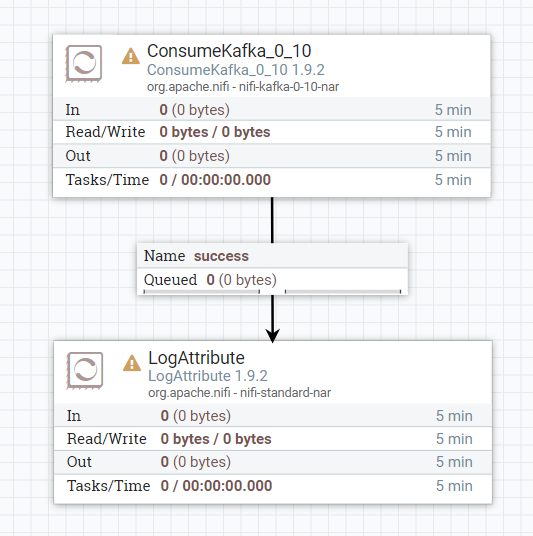 ConsumeKafka_0_10
ConsumeKafka_0_10 1.9.2
org.apache.nifi - nifi-kafka-0-10-nar
In 0 (0 bytes) 5 min
Read/Write 0 bytes / 0 bytes 5 min
Out 0 (0 bytes) 5 min
Tasks/Time 0 / 00:00:00.000 5 min
Name success
Queued 0 (0 bytes)
LogAttribute
LogAttribute 1.9.2
org.apache.nifi - nifi-standard-nar
In 0 (0 bytes) 5 min
Read/Write 0 bytes / 0 bytes 5 min
Out 0 (0 bytes) 5 min
Tasks/Time 0 / 00:00:00.000 5 min